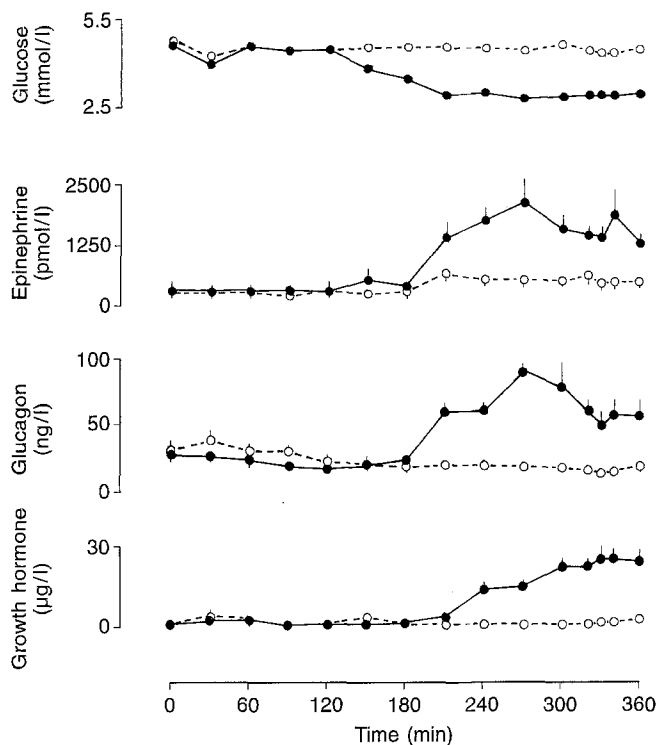 Glucose
(mmol/l)
5.5
2.5
Epinephrine
(pmol/l)
2500
1250
0
Glucagon
(ng/l)
100
50
0
Growth hormone
(μg/l)
30
0
0 60 120 180 240 300 360
Time (min)